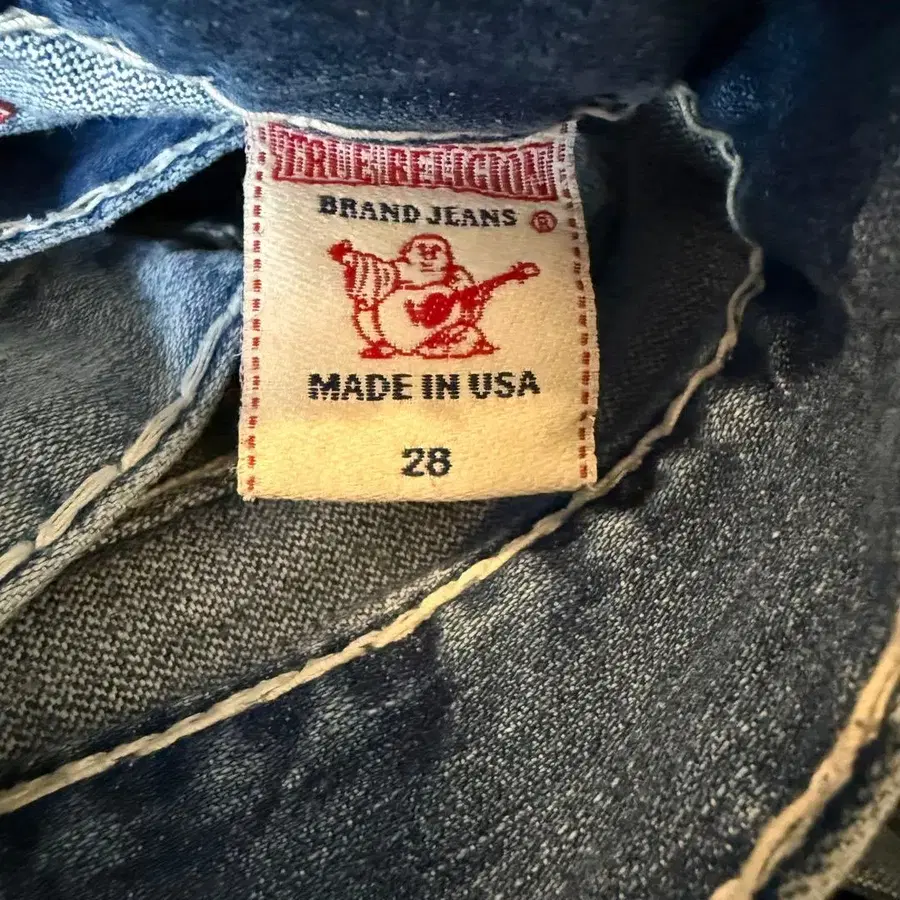 TRUE RELIGION
BRAND JEANS ®
MADE IN USA
28